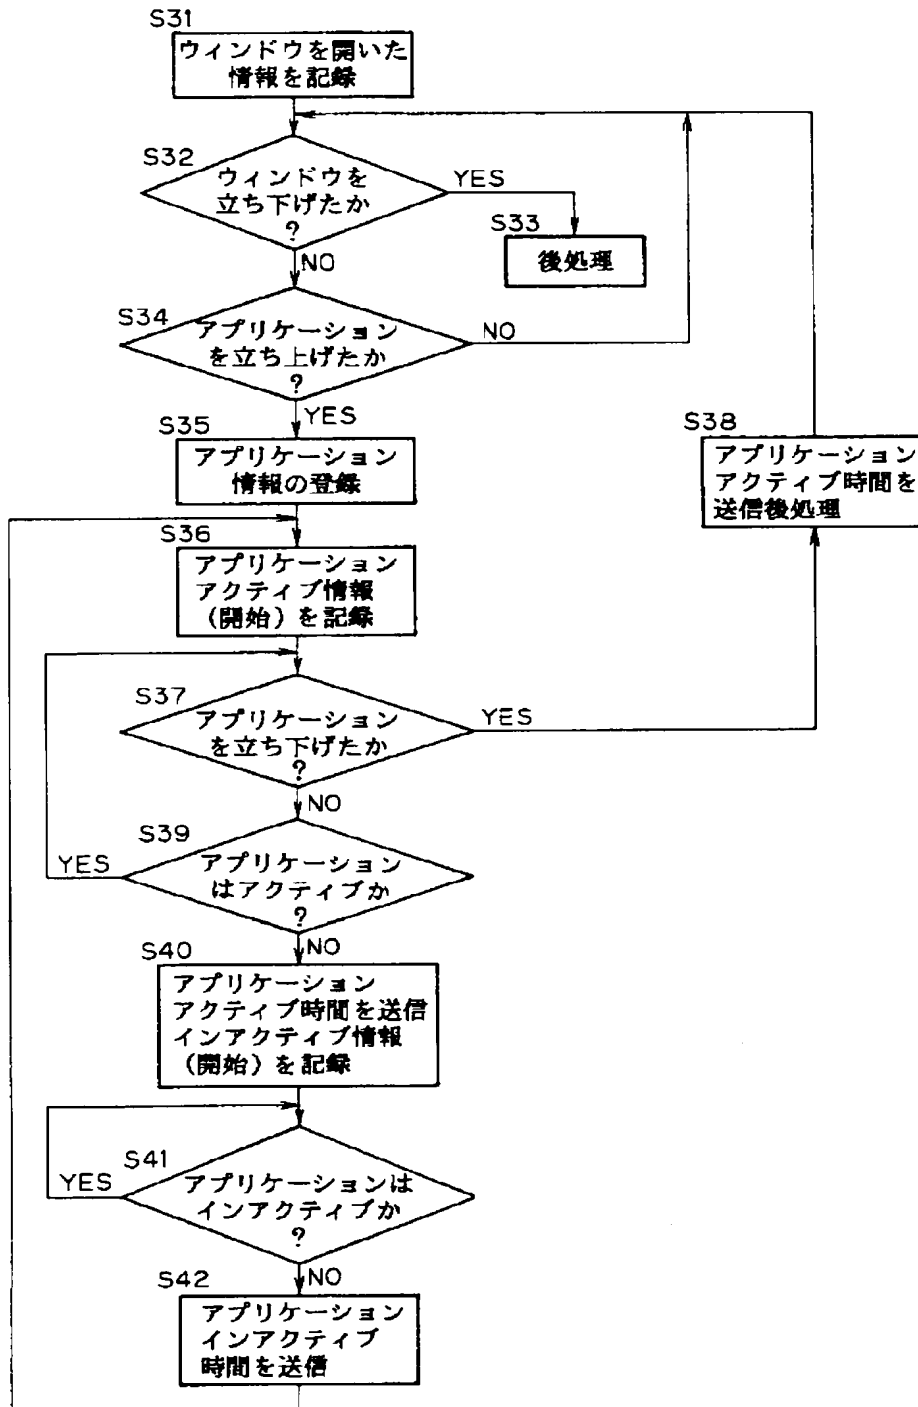 S31
ウィンドウを開いた
情報を記録
S32
ウィンドウを
立ち下げたか
?
YES
S33
後処理
NO
S34
アプリケーション
を立ち上げたか
?
NO
YES
S35
アプリケーション
情報の登録
S38
アプリケーション
アクティブ時間を
送信後処理
S36
アプリケーション
アクティブ情報
(開始)を記録
S37
アプリケーション
を立ち下げたか
?
YES
NO
S39
アプリケーション
はアクティブか
?
YES
NO
S40
アプリケーション
アクティブ時間を送信
インアクティブ情報
(開始)を記録
S41
アプリケーションは
インアクティブか
?
YES
NO
S42
アプリケーション
インアクティブ
時間を送信